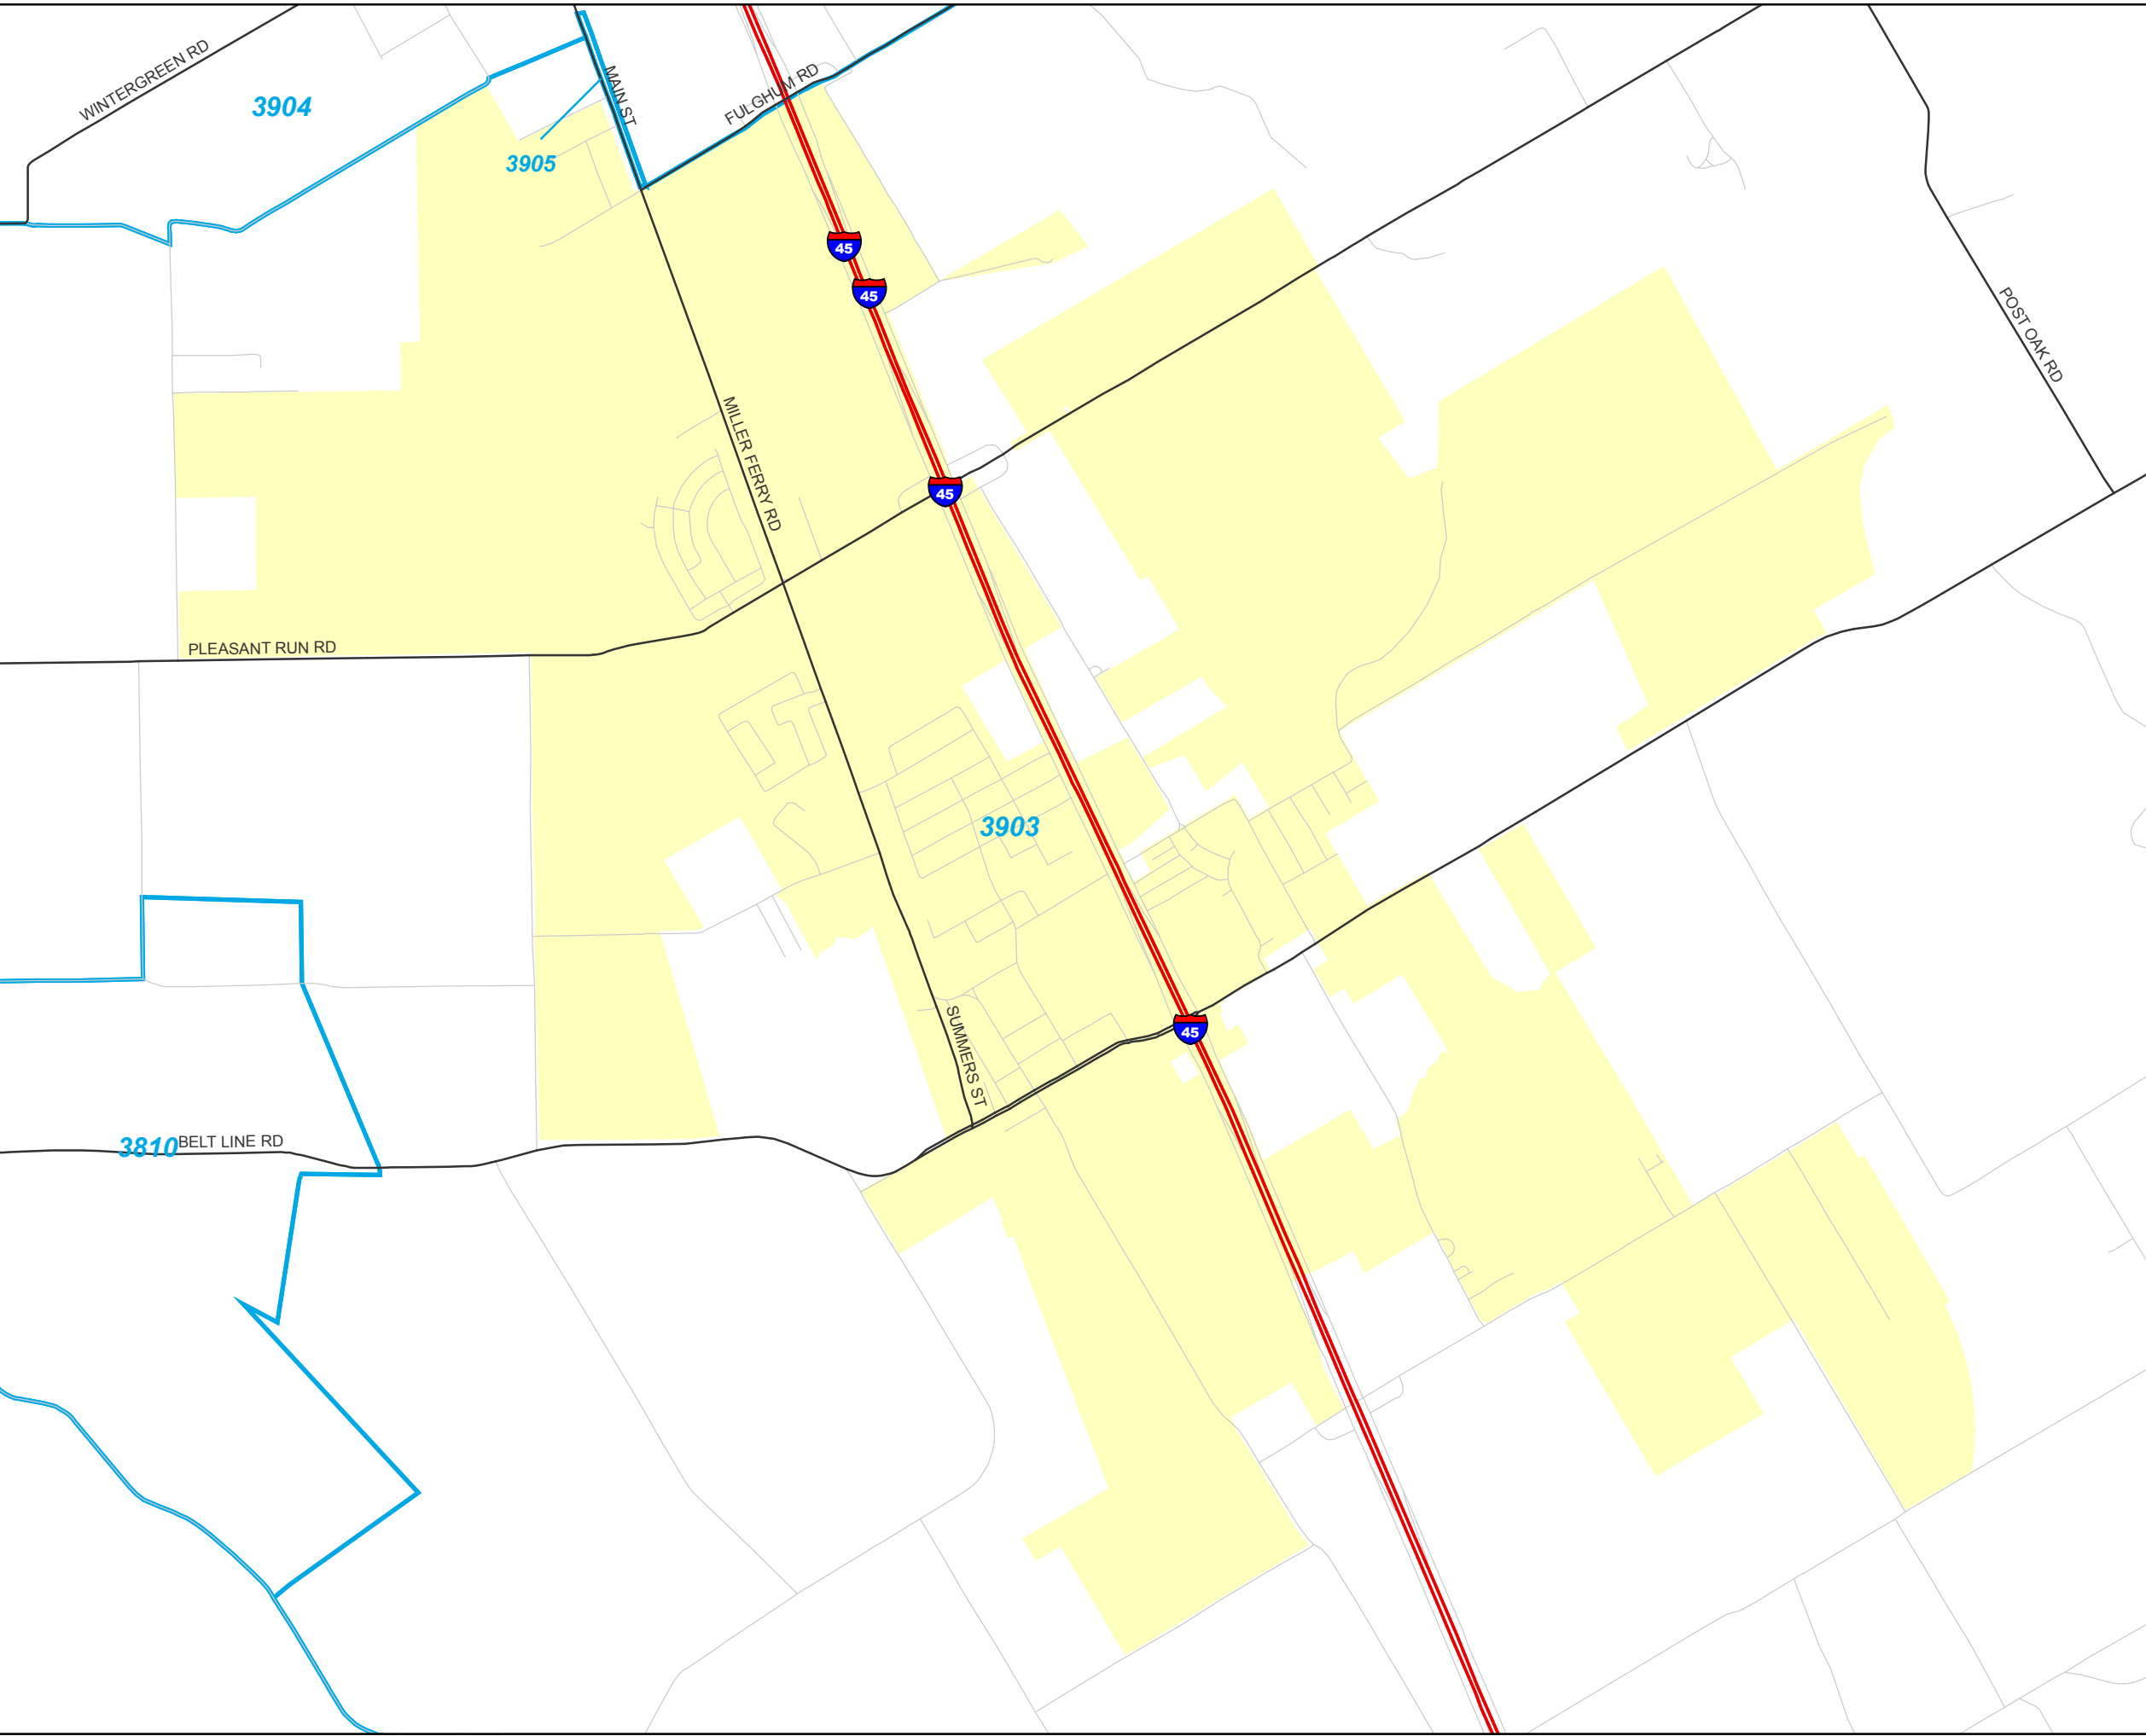 WINTERGREEN RD
3904
MAIN ST
FULGHUM RD
3905
45
45
POST OAK RD
MILLER FERRY RD
45
PLEASANT RUN RD
3903
45
SUMMERS ST
3810
BELT LINE RD